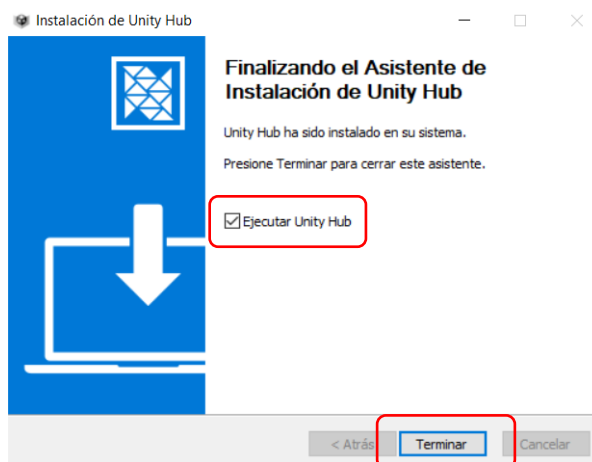 Instalación de Unity Hub
Finalizando el Asistente de
Instalación de Unity Hub
Unity Hub ha sido instalado en su sistema.
Presione Terminar para cerrar este asistente.
Ejecutar Unity Hub
< Atrás
Terminar
Cancelar